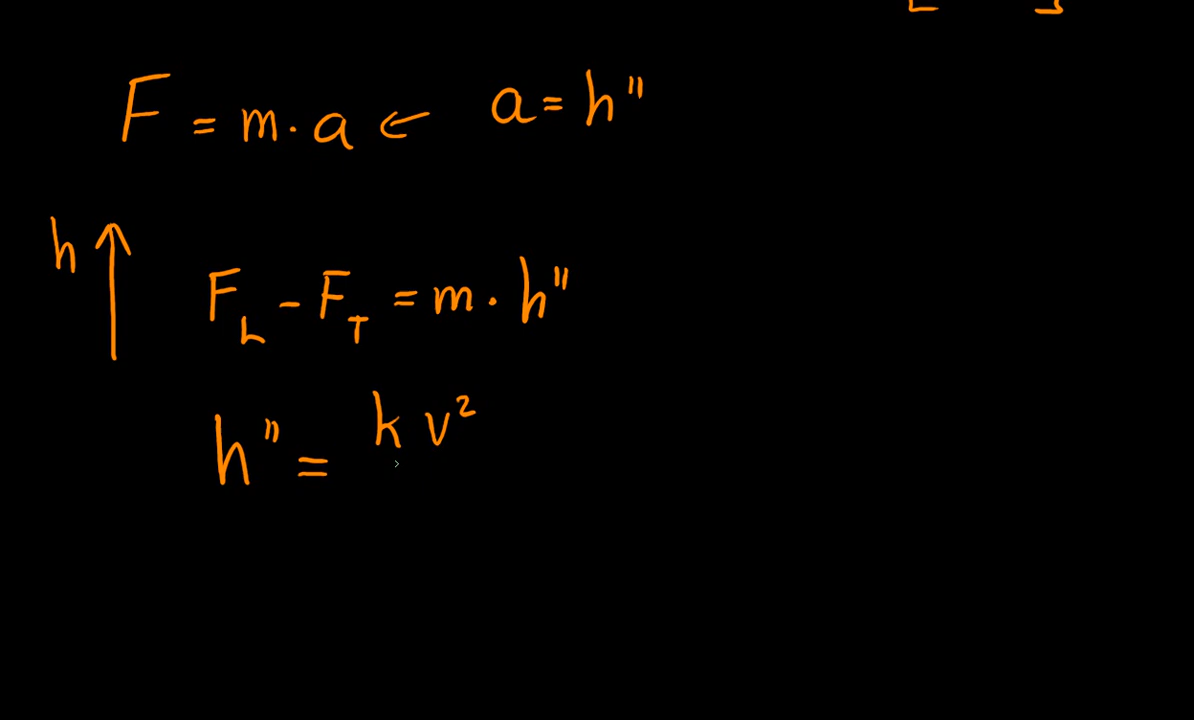 F = m · a ← a = h''
h ↑ F_L - F_T = m · h''
h'' = k v²